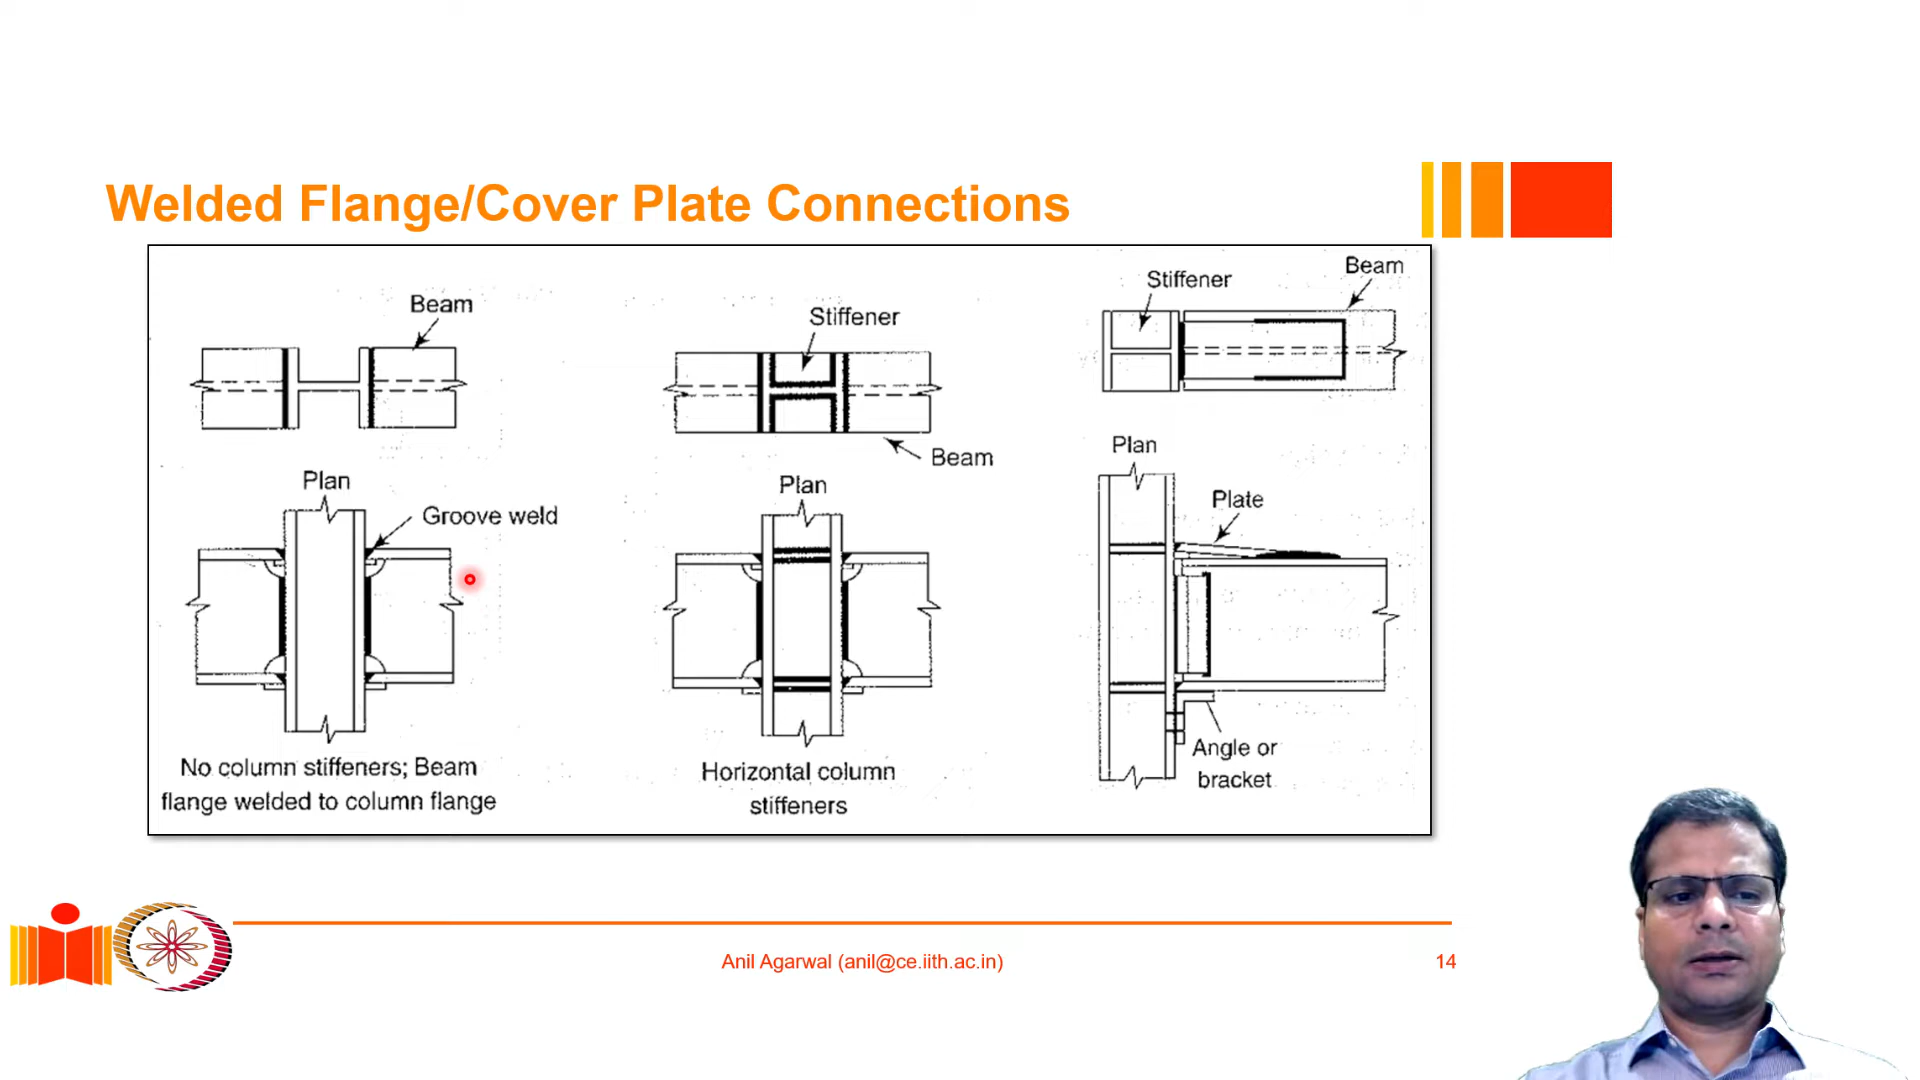 Welded Flange/Cover Plate Connections
Beam
Plan
Groove weld
No column stiffeners; Beam
flange welded to column flange
Stiffener
Beam
Plan
Horizontal column
stiffeners
Stiffener
Beam
Plan
Plate
Angle or
bracket
Anil Agarwal (anil@ce.iith.ac.in)
14